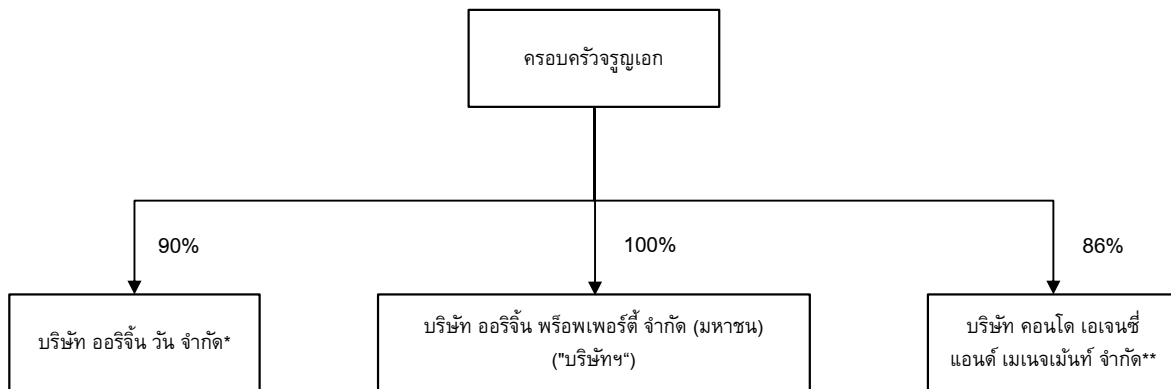 ครอบครัวจรูญเอก
90%
100%
86%
บริษัท ออริจิ้น วัน จำกัด*
บริษัท ออริจิ้น พร็อพเพอร์ตี้ จำกัด (มหาชน)
("บริษัทฯ“)
บริษัท คอนโด เอเจนซี่
แอนด์ เมเนจเม้นท์ จำกัด**